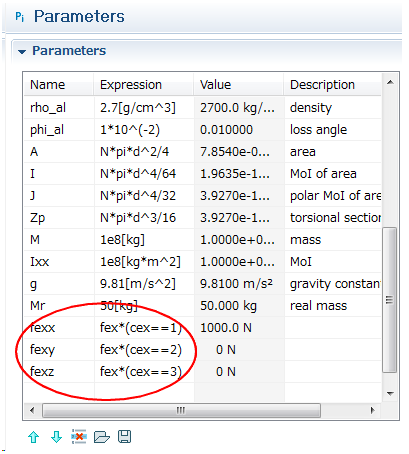 Pi Parameters
Parameters
Name Expression Value Description
rho_al 2.7[g/cm^3] 2700.0 kg/... density
phi_al 1*10^(-2) 0.010000 loss angle
A N*pi*d^2/4 7.8540e-0... area
I N*pi*d^4/64 1.9635e-1... MoI of area
J N*pi*d^4/32 3.9270e-1... polar MoI of are
Zp N*pi*d^3/16 3.9270e-1... torsional section
M 1e8[kg] 1.0000e+0... mass
Ixx 1e8[kg*m^2] 1.0000e+0... MoI
g 9.81[m/s^2] 9.8100 m/s² gravity constant
Mr 50[kg] 50.000 kg real mass
fexx fex*(cex==1) 1000.0 N
fexy fex*(cex==2) 0 N
fexz fex*(cex==3) 0 N